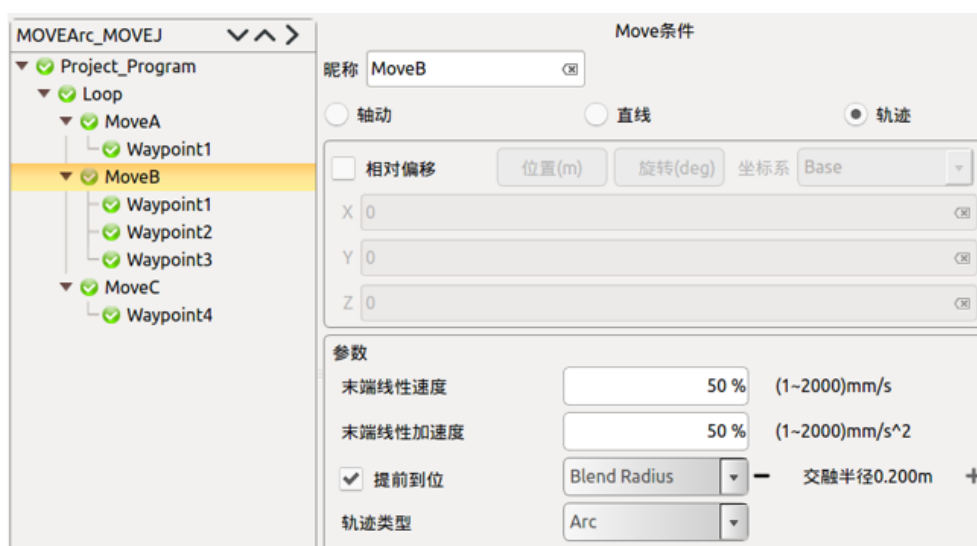 MOVEArc_MOVEJ
Project_Program
Loop
MoveA
Waypoint1
MoveB
Waypoint1
Waypoint2
Waypoint3
MoveC
Waypoint4
Move条件
昵称 MoveB
轴动 直线 轨迹
相对偏移 位置(m) 旋转(deg) 坐标系 Base
X 0
Y 0
Z 0
参数
末端线性速度 50 % (1~2000)mm/s
末端线性加速度 50 % (1~2000)mm/s^2
提前到位 Blend Radius 交融半径0.200m
轨迹类型 Arc